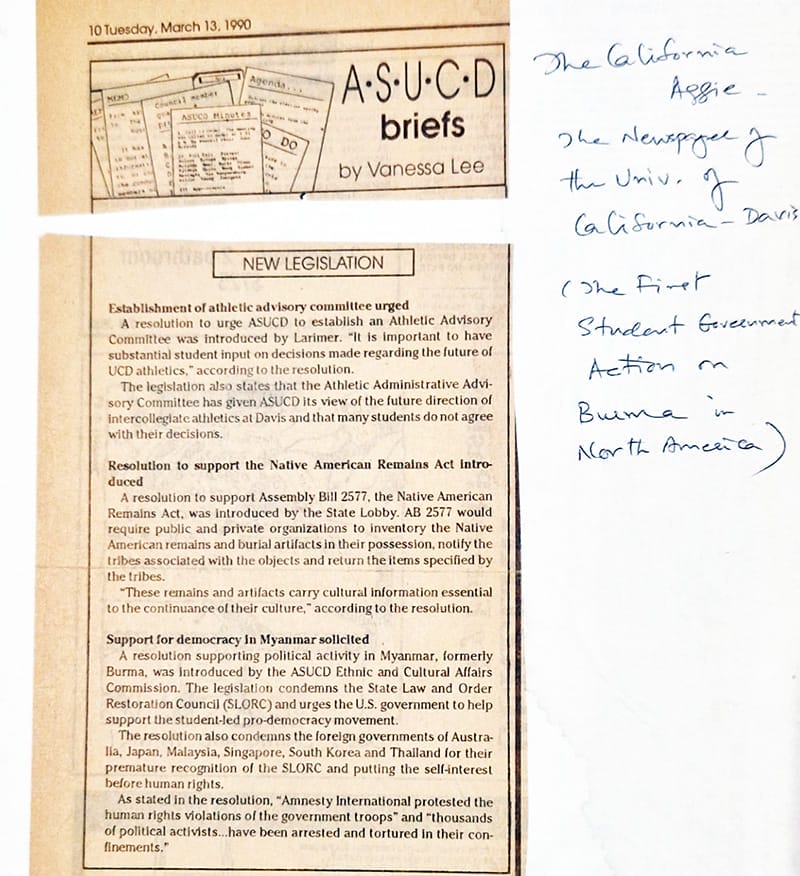 10 Tuesday, March 13, 1990
A·S·U·C·D
briefs
by Vanessa Lee
MEMO
Council member
Agenda...
ASUCD Minutes
O DO
NEW LEGISLATION
Establishment of athletic advisory committee urged
A resolution to urge ASUCD to establish an Athletic Advisory
Committee was introduced by Larimer. "It is important to have
substantial student input on decisions made regarding the future of
UCD athletics," according to the resolution.
The legislation also states that the Athletic Administrative Advi-
sory Committee has given ASUCD its view of the future direction of
intercollegiate athletics at Davis and that many students do not agree
with their decisions.
Resolution to support the Native American Remains Act intro-
duced
A resolution to support Assembly Bill 2577, the Native American
Remains Act, was introduced by the State Lobby. AB 2577 would
require public and private organizations to inventory the Native
American remains and burial artifacts in their possession, notify the
tribes associated with the objects and return the items specified by
the tribes.
"These remains and artifacts carry cultural information essential
to the continuance of their culture," according to the resolution.
Support for democracy in Myanmar solicited
A resolution supporting political activity in Myanmar, formerly
Burma, was introduced by the ASUCD Ethnic and Cultural Affairs
Commission. The legislation condemns the State Law and Order
Restoration Council (SLORC) and urges the U.S. government to help
support the student-led pro-democracy movement.
The resolution also condemns the foreign governments of Austra-
lia, Japan, Malaysia, Singapore, South Korea and Thailand for their
premature recognition of the SLORC and putting the self-interest
before human rights.
As stated in the resolution, "Amnesty International protested the
human rights violations of the government troops" and "thousands
of political activists...have been arrested and tortured in their con-
finements."
The California
Aggie -
The Newspaper of
the Univ. of
California - Davis
(The First
Student Government
Action on
Burma in
North America)